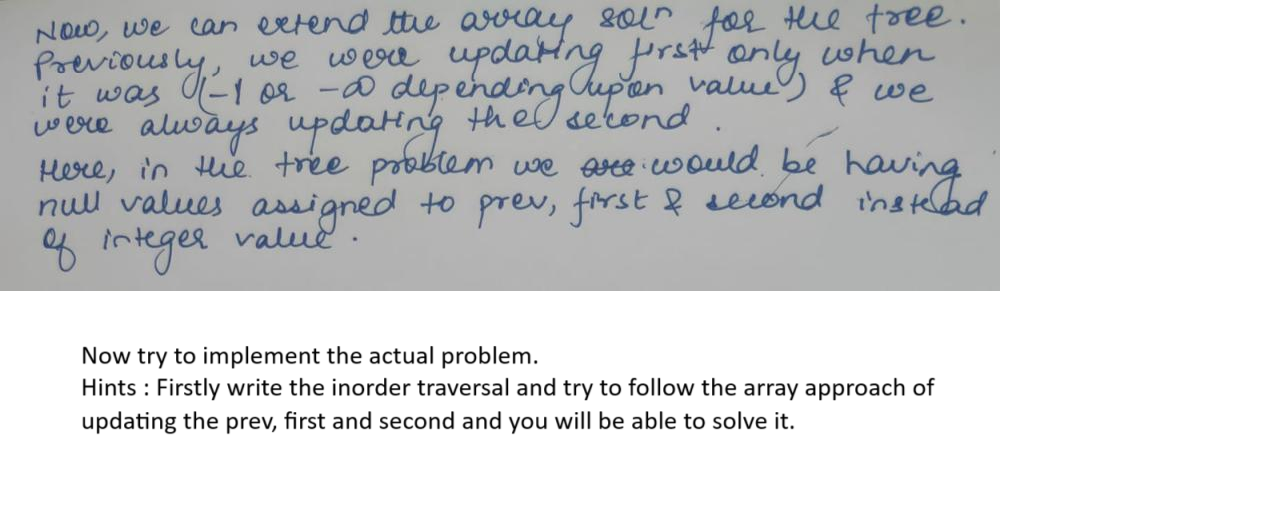 Now, we can extend the array soln for the tree.
Previously, we were updating first only when
it was (-1 or -∞ depending upon value) & we
were always updating the second.
Here, in the tree problem we are would be having
null values assigned to prev, first & second instead
of integer value.
Now try to implement the actual problem.
Hints : Firstly write the inorder traversal and try to follow the array approach of
updating the prev, first and second and you will be able to solve it.